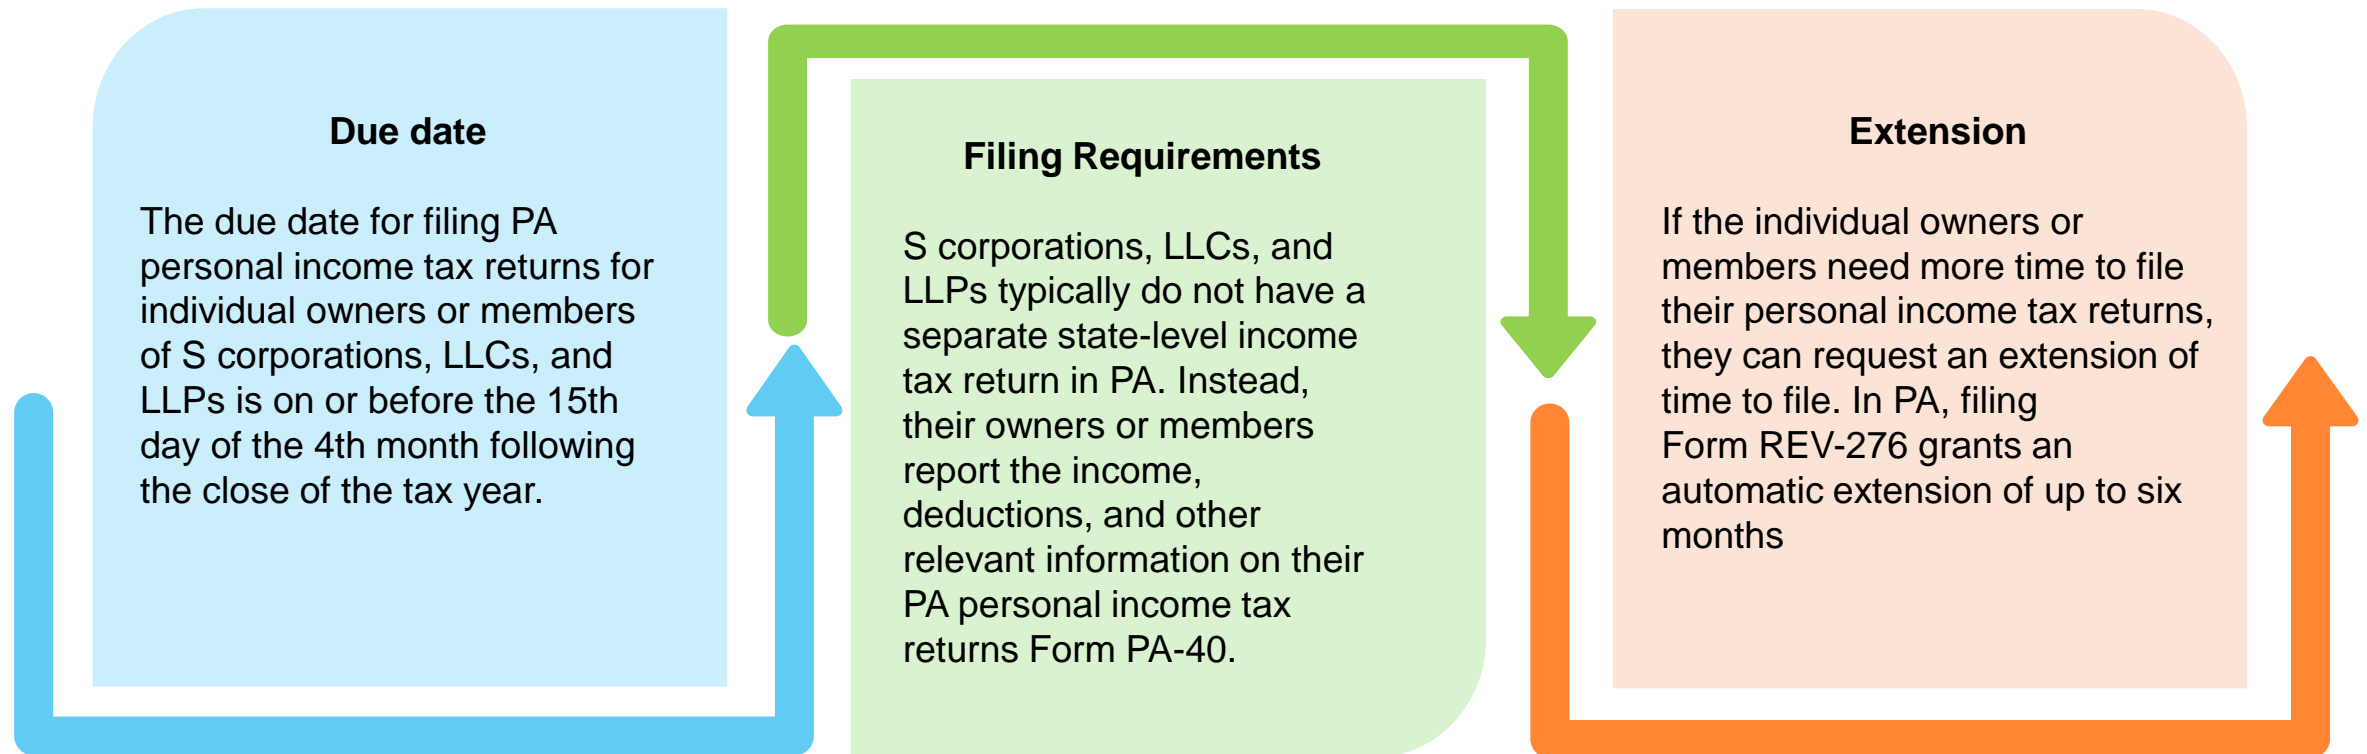 Due date
The due date for filing PA
personal income tax returns for
individual owners or members
of S corporations, LLCs, and
LLPs is on or before the 15th
day of the 4th month following
the close of the tax year.
Filing Requirements
S corporations, LLCs, and
LLPs typically do not have a
separate state-level income
tax return in PA. Instead,
their owners or members
report the income,
deductions, and other
relevant information on their
PA personal income tax
returns Form PA-40.
Extension
If the individual owners or
members need more time to file
their personal income tax returns,
they can request an extension of
time to file. In PA, filing
Form REV-276 grants an
automatic extension of up to six
months